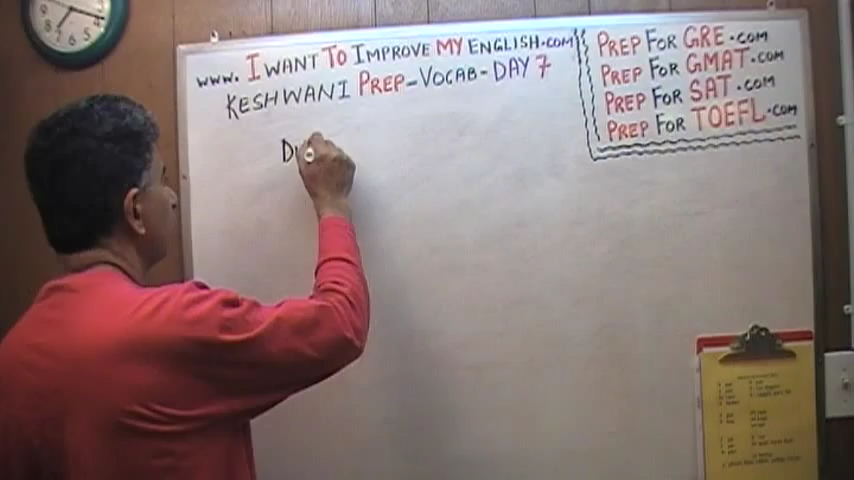 www. I WANT TO IMPROVE MY ENGLISH.COM
KESHWANI PREP-VOCAB-DAY 7
PREP FOR GRE.COM
PREP FOR GMAT.COM
PREP FOR SAT.COM
PREP FOR TOEFL.COM